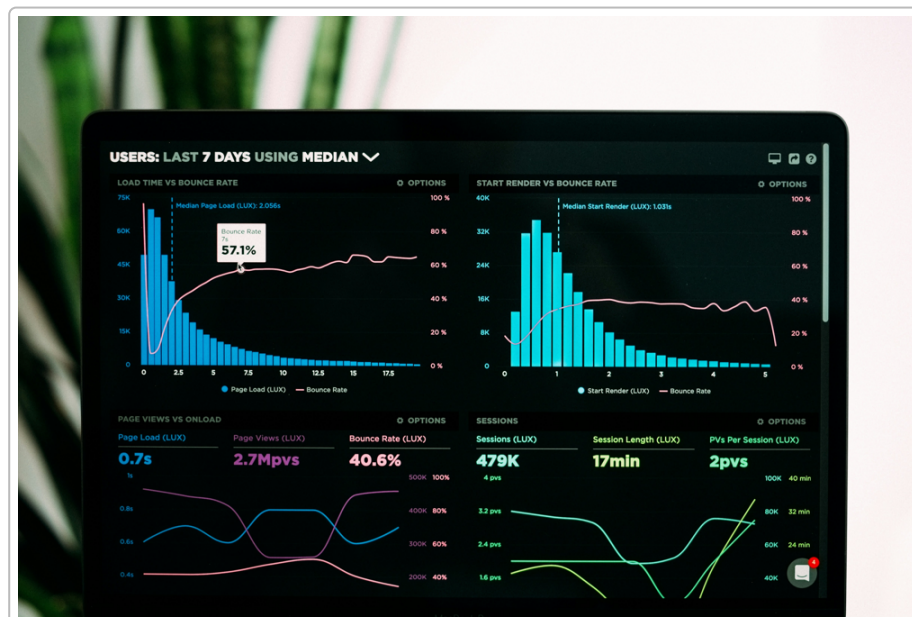 USERS: LAST 7 DAYS USING MEDIAN
LOAD TIME VS BOUNCE RATE
OPTIONS
75K
60K
45K
30K
15K
0
100 %
80 %
60 %
40 %
20 %
0 %
Median Page Load (LUX): 2.056s
Bounce Rate
7s
57.1%
0 2.5 5 7.5 10 12.5 15 17.5
Page Load (LUX) Bounce Rate
START RENDER VS BOUNCE RATE
OPTIONS
40K
32K
24K
16K
8K
0
100 %
80 %
60 %
40 %
20 %
0 %
Median Start Render (LUX): 1.031s
0 1 2 3 4 5
Start Render (LUX) Bounce Rate
PAGE VIEWS VS ONLOAD
OPTIONS
Page Load (LUX)
0.7s
Page Views (LUX)
2.7Mpvs
Bounce Rate (LUX)
40.6%
1s
0.8s
0.6s
0.4s
500K 100%
400K 80%
300K 60%
200K 40%
SESSIONS
OPTIONS
Sessions (LUX)
479K
Session Length (LUX)
17min
PVs Per Session (LUX)
2pvs
4 pvs
3.2 pvs
2.4 pvs
1.6 pvs
100K 40 min
80K 32 min
60K 24 min
40K
4